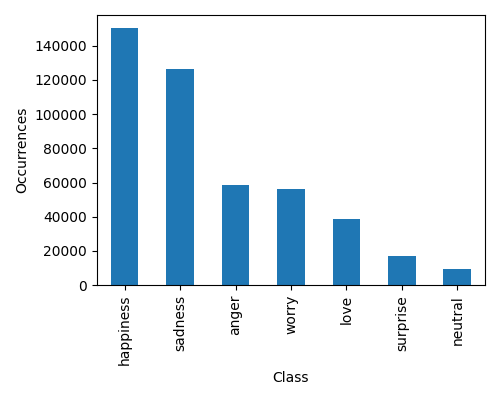 Occurrences
140000
120000
100000
80000
60000
40000
20000
0
happiness
sadness
anger
worry
love
surprise
neutral
Class